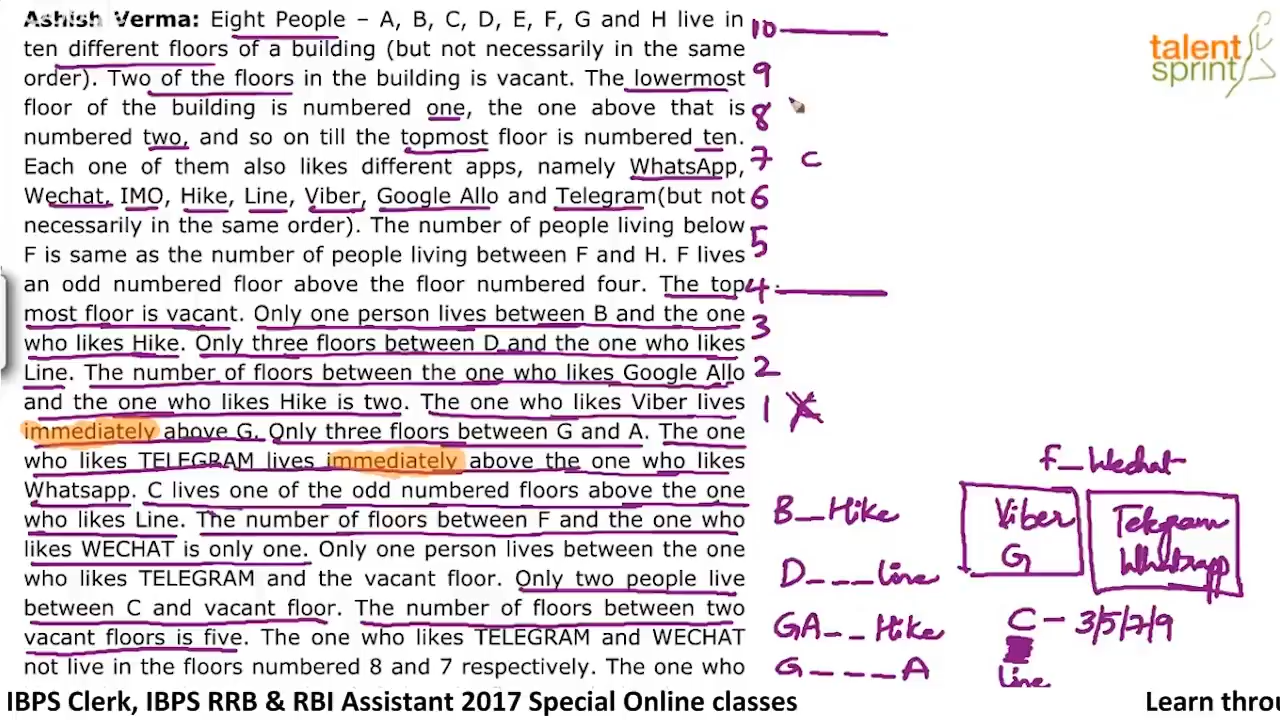 Ashish Verma: Eight People – A, B, C, D, E, F, G and H live in
ten different floors of a building (but not necessarily in the same
order). Two of the floors in the building is vacant. The lowermost
floor of the building is numbered one, the one above that is
numbered two, and so on till the topmost floor is numbered ten.
Each one of them also likes different apps, namely WhatsApp,
Wechat, IMO, Hike, Line, Viber, Google Allo and Telegram(but not
necessarily in the same order). The number of people living below
F is same as the number of people living between F and H. F lives
an odd numbered floor above the floor numbered four. The top
most floor is vacant. Only one person lives between B and the one
who likes Hike. Only three floors between D and the one who likes
Line. The number of floors between the one who likes Google Allo
and the one who likes Hike is two. The one who likes Viber lives
immediately above G. Only three floors between G and A. The one
who likes TELEGRAM lives immediately above the one who likes
Whatsapp. C lives one of the odd numbered floors above the one
who likes Line. The number of floors between F and the one who
likes WECHAT is only one. Only one person lives between the one
who likes TELEGRAM and the vacant floor. Only two people live
between C and vacant floor. The number of floors between two
vacant floors is five. The one who likes TELEGRAM and WECHAT
not live in the floors numbered 8 and 7 respectively. The one who
10
9
8
7 C
6
5
4
3
2
1
B_Hike
D___line
GA__Hike
G____A
F_Wechat
Viber
G
Telegram
Whatsapp
C - 3/5/7/9
line
talent
sprint
IBPS Clerk, IBPS RRB & RBI Assistant 2017 Special Online classes
Learn throu